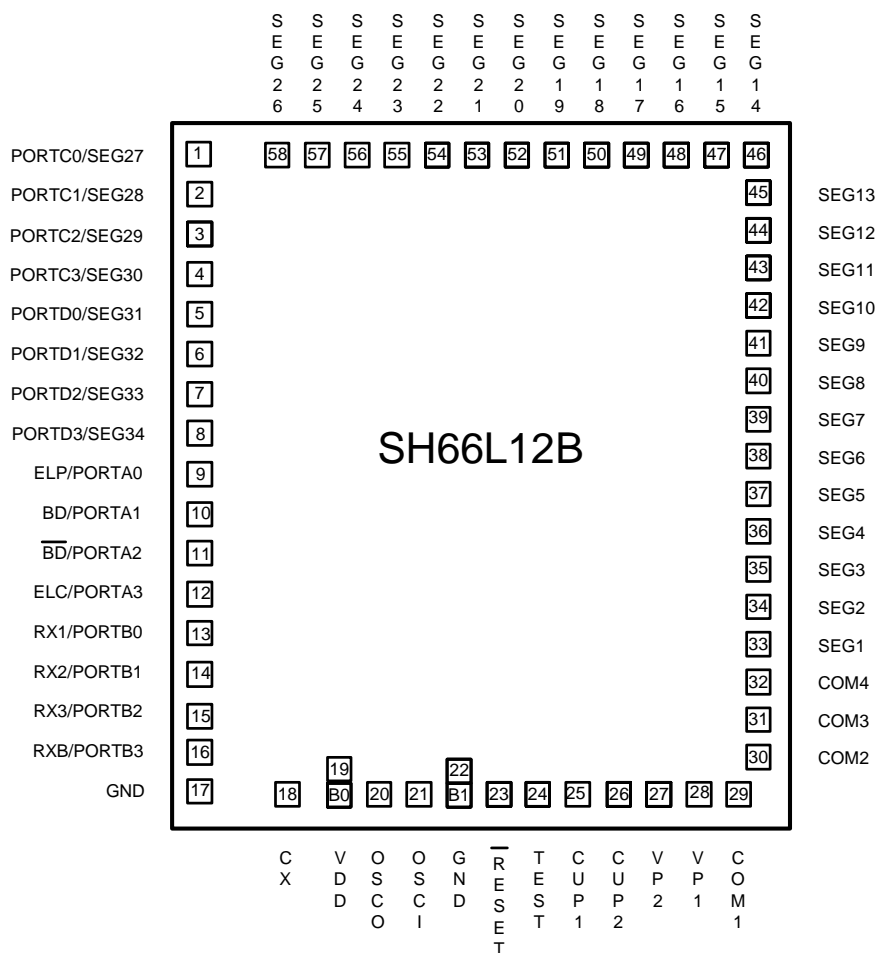 SEG26 SEG25 SEG24 SEG23 SEG22 SEG21 SEG20 SEG19 SEG18 SEG17 SEG16 SEG15 SEG14
PORTC0/SEG27 1 58 57 56 55 54 53 52 51 50 49 48 47 46
PORTC1/SEG28 2 45 SEG13
PORTC2/SEG29 3 44 SEG12
PORTC3/SEG30 4 43 SEG11
PORTD0/SEG31 5 42 SEG10
PORTD1/SEG32 6 41 SEG9
PORTD2/SEG33 7 40 SEG8
39 SEG7
PORTD3/SEG34 8
SH66L12B
38 SEG6
ELP/PORTA0 9
37 SEG5
BD/PORTA1 10
36 SEG4
B̅D̅/PORTA2 11
35 SEG3
ELC/PORTA3 12
34 SEG2
RX1/PORTB0 13
33 SEG1
RX2/PORTB1 14
32 COM4
RX3/PORTB2 15 31 COM3
RXB/PORTB3 16 30 COM2
19 22
GND 17 18 B0 20 21 B1 23 24 25 26 27 28 29
CX VDD OSCO OSCI GND R̅ESET TEST CUP1 CUP2 VP2 VP1 COM1